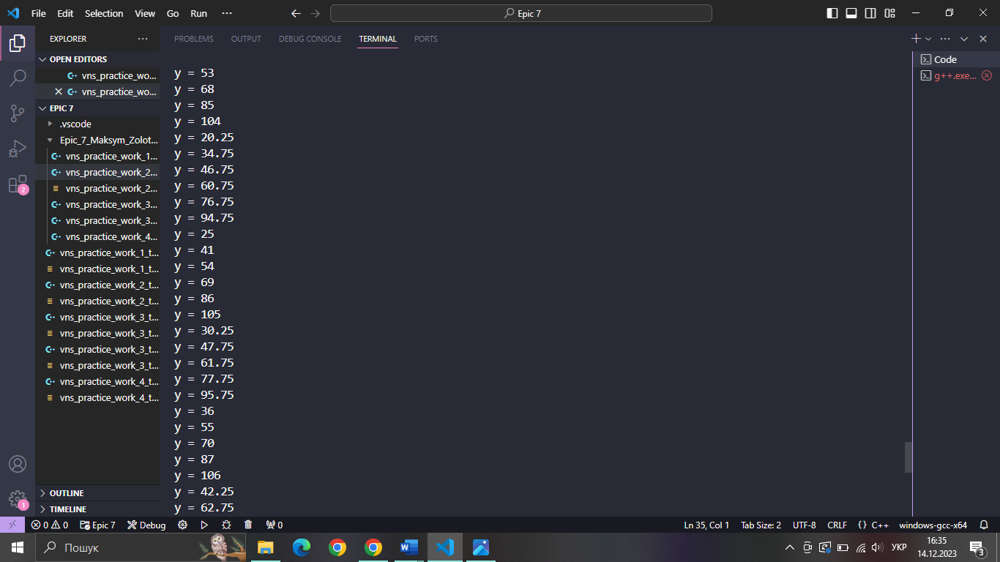 File Edit Selection View Go Run ··· Epic 7
EXPLORER ···
OPEN EDITORS
vns_practice_wo...
vns_practice_wo...
EPIC 7
.vscode
Epic_7_Maksym_Zolot...
vns_practice_work_1...
vns_practice_work_2...
vns_practice_work_2...
vns_practice_work_3...
vns_practice_work_3...
vns_practice_work_4...
vns_practice_work_1_t...
vns_practice_work_1_t...
vns_practice_work_2_t...
vns_practice_work_2_t...
vns_practice_work_3_t...
vns_practice_work_3_t...
vns_practice_work_3_t...
vns_practice_work_3_t...
vns_practice_work_4_t...
vns_practice_work_4_t...
OUTLINE
TIMELINE
2
1
PROBLEMS OUTPUT DEBUG CONSOLE TERMINAL PORTS
y = 53
y = 68
y = 85
y = 104
y = 20.25
y = 34.75
y = 46.75
y = 60.75
y = 76.75
y = 94.75
y = 25
y = 41
y = 54
y = 69
y = 86
y = 105
y = 30.25
y = 47.75
y = 61.75
y = 77.75
y = 95.75
y = 36
y = 55
y = 70
y = 87
y = 106
y = 42.25
y = 62.75
Code
g++.exe...
0 0 Epic 7 Debug 0 Ln 35, Col 1 Tab Size: 2 UTF-8 CRLF {} C++ windows-gcc-x64
Пошук УКР 16:35
14.12.2023
3